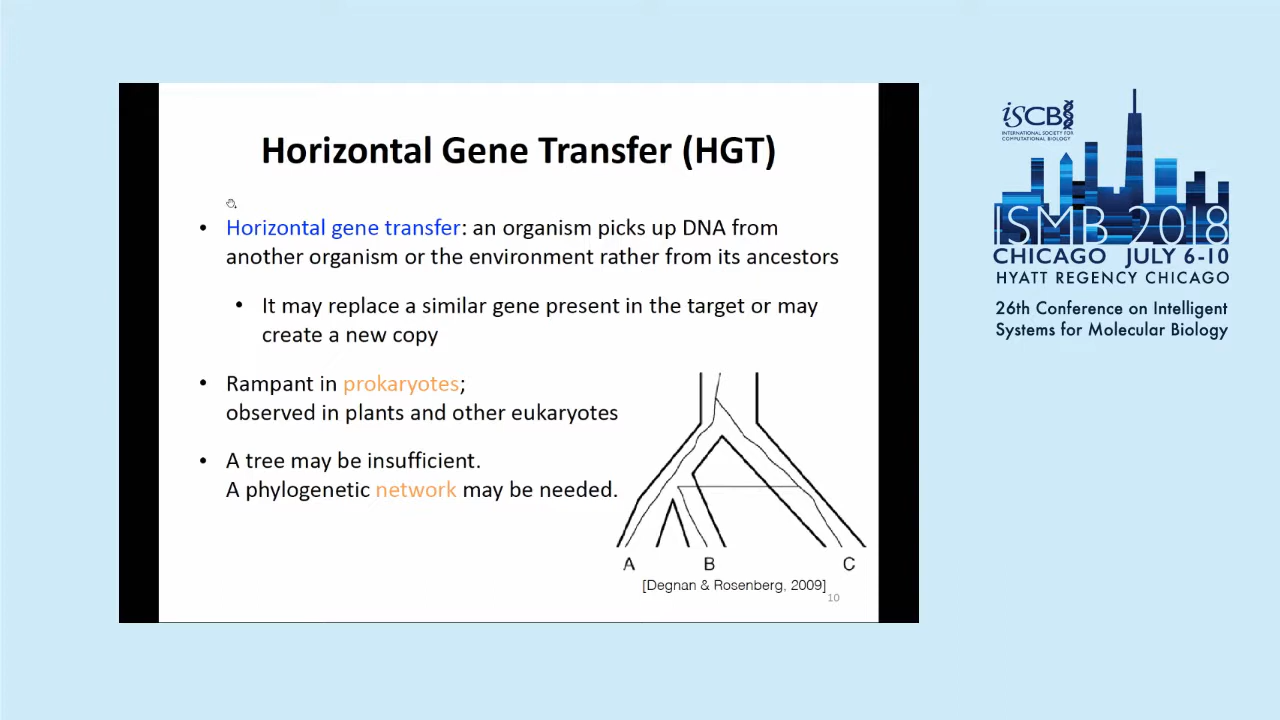 Horizontal Gene Transfer (HGT)
• Horizontal gene transfer: an organism picks up DNA from
another organism or the environment rather from its ancestors
• It may replace a similar gene present in the target or may
create a new copy
• Rampant in prokaryotes;
observed in plants and other eukaryotes
• A tree may be insufficient.
A phylogenetic network may be needed.
A B C
[Degnan & Rosenberg, 2009]
10
iSCB
INTERNATIONAL SOCIETY FOR
COMPUTATIONAL BIOLOGY
ISMB 2018
CHICAGO JULY 6-10
HYATT REGENCY CHICAGO
26th Conference on Intelligent
Systems for Molecular Biology